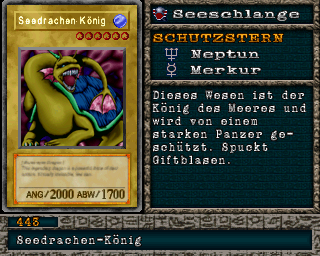 Seedrachen-König
Seeschlange
SCHUTZSTERN
Neptun
Merkur
Dieses Wesen ist der
König des Meeres und
wird von einem
starken Panzer ge-
schützt. Spuckt
Giftblasen.
ANG/2000 ABW/1700
443
Seedrachen-König